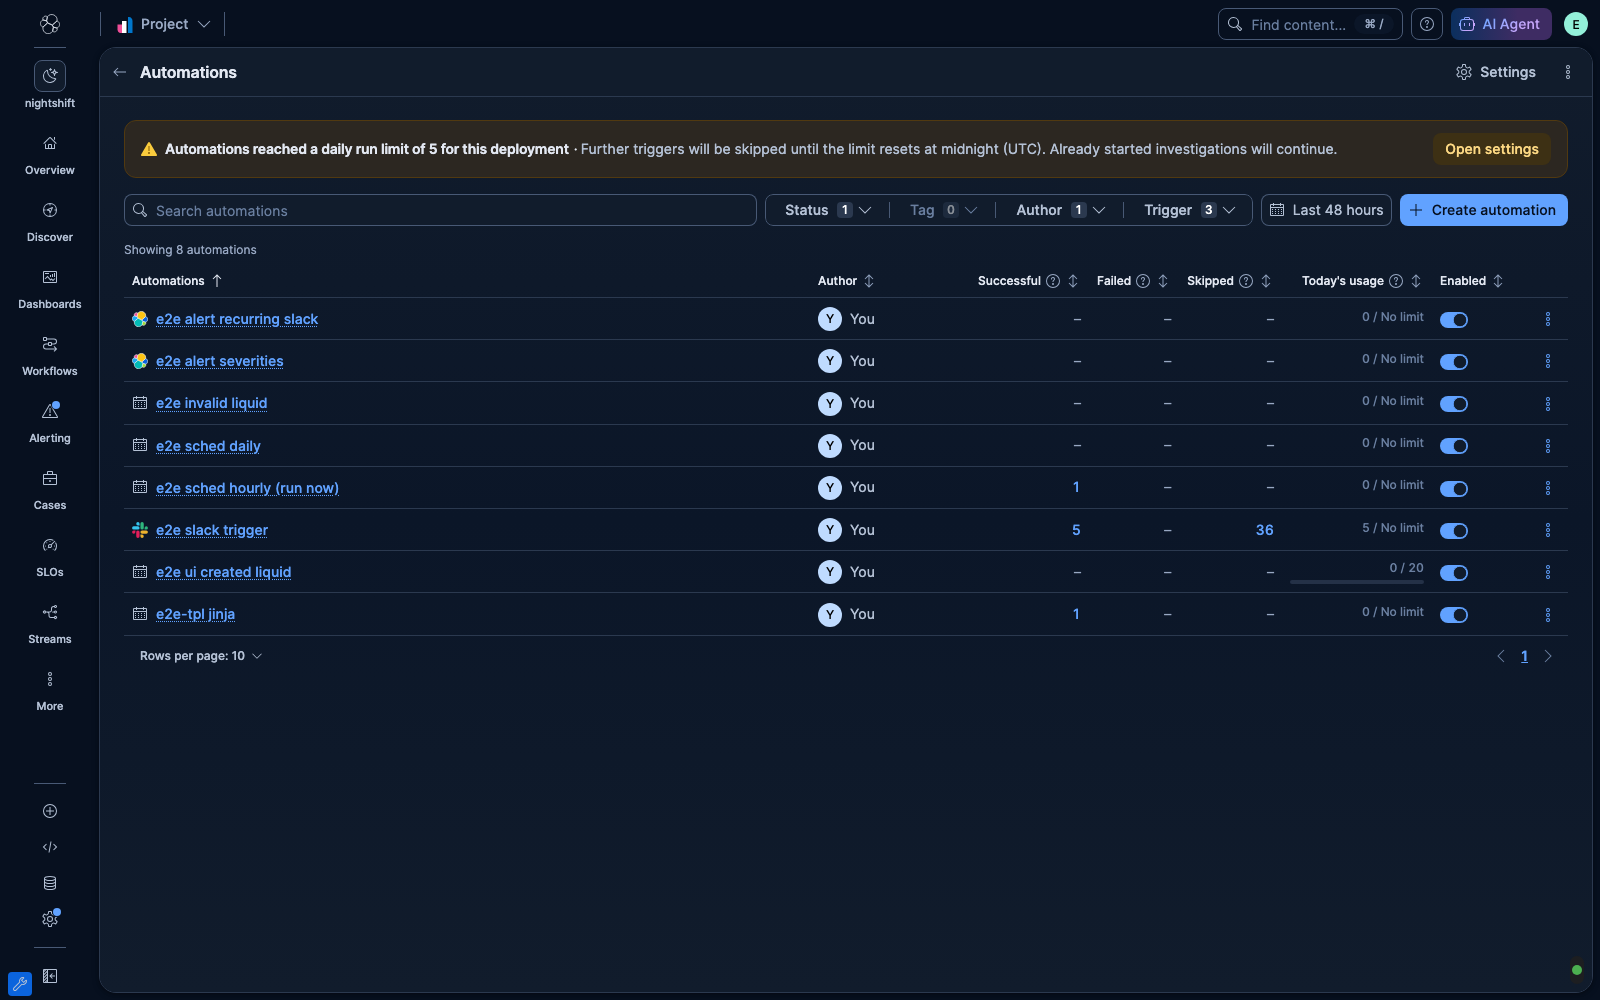 Project
Find content...
⌘ /
AI Agent
E
nightshift
Overview
Discover
Dashboards
Workflows
Alerting
Cases
SLOs
Streams
More
Automations
Settings
Automations reached a daily run limit of 5 for this deployment · Further triggers will be skipped until the limit resets at midnight (UTC). Already started investigations will continue.
Open settings
Search automations
Status 1
Tag 0
Author 1
Trigger 3
Last 48 hours
Create automation
Showing 8 automations
Automations Author Successful Failed Skipped Today's usage Enabled
e2e alert recurring slack Y You – – – 0 / No limit
e2e alert severities Y You – – – 0 / No limit
e2e invalid liquid Y You – – – 0 / No limit
e2e sched daily Y You – – – 0 / No limit
e2e sched hourly (run now) Y You 1 – – 0 / No limit
e2e slack trigger Y You 5 – 36 5 / No limit
e2e ui created liquid Y You – – – 0 / 20
e2e-tpl jinja Y You 1 – – 0 / No limit
Rows per page: 10
1